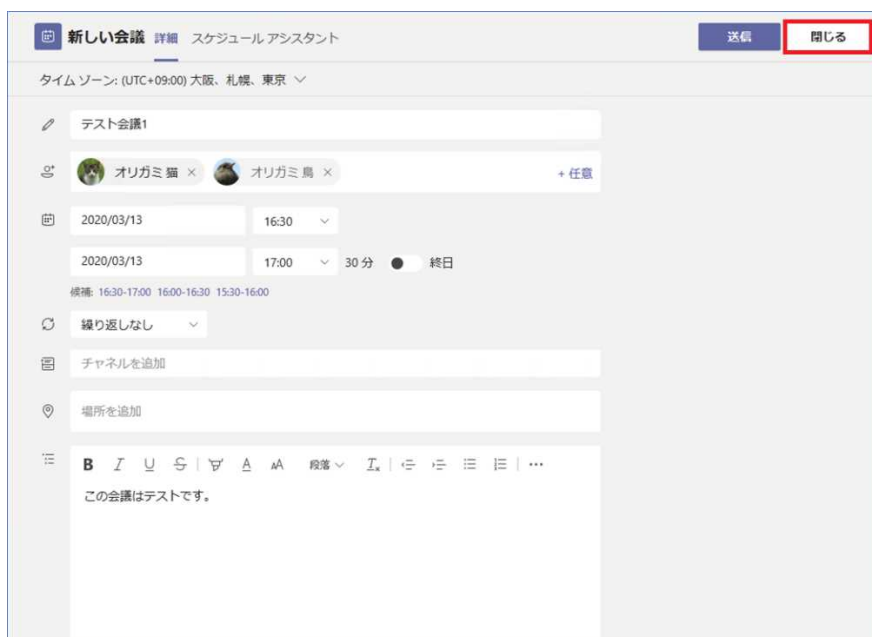 新しい会議 詳細 スケジュール アシスタント 送信 閉じる
タイム ゾーン: (UTC+09:00) 大阪、札幌、東京
テスト会議1
オリガミ 猫 × オリガミ 鳥 × + 任意
2020/03/13 16:30
2020/03/13 17:00 30 分 終日
候補: 16:30-17:00 16:00-16:30 15:30-16:00
繰り返しなし
チャネルを追加
場所を追加
B I U S A AA 段落 Tx ...
この会議はテストです。